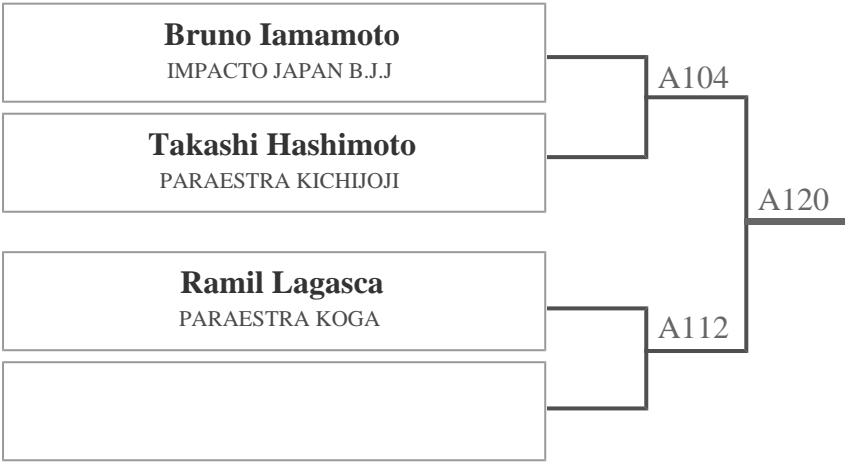 Bruno Iamamoto
IMPACTO JAPAN B.J.J
A104
Takashi Hashimoto
PARAESTRA KICHIJOJI
A120
Ramil Lagasca
PARAESTRA KOGA
A112